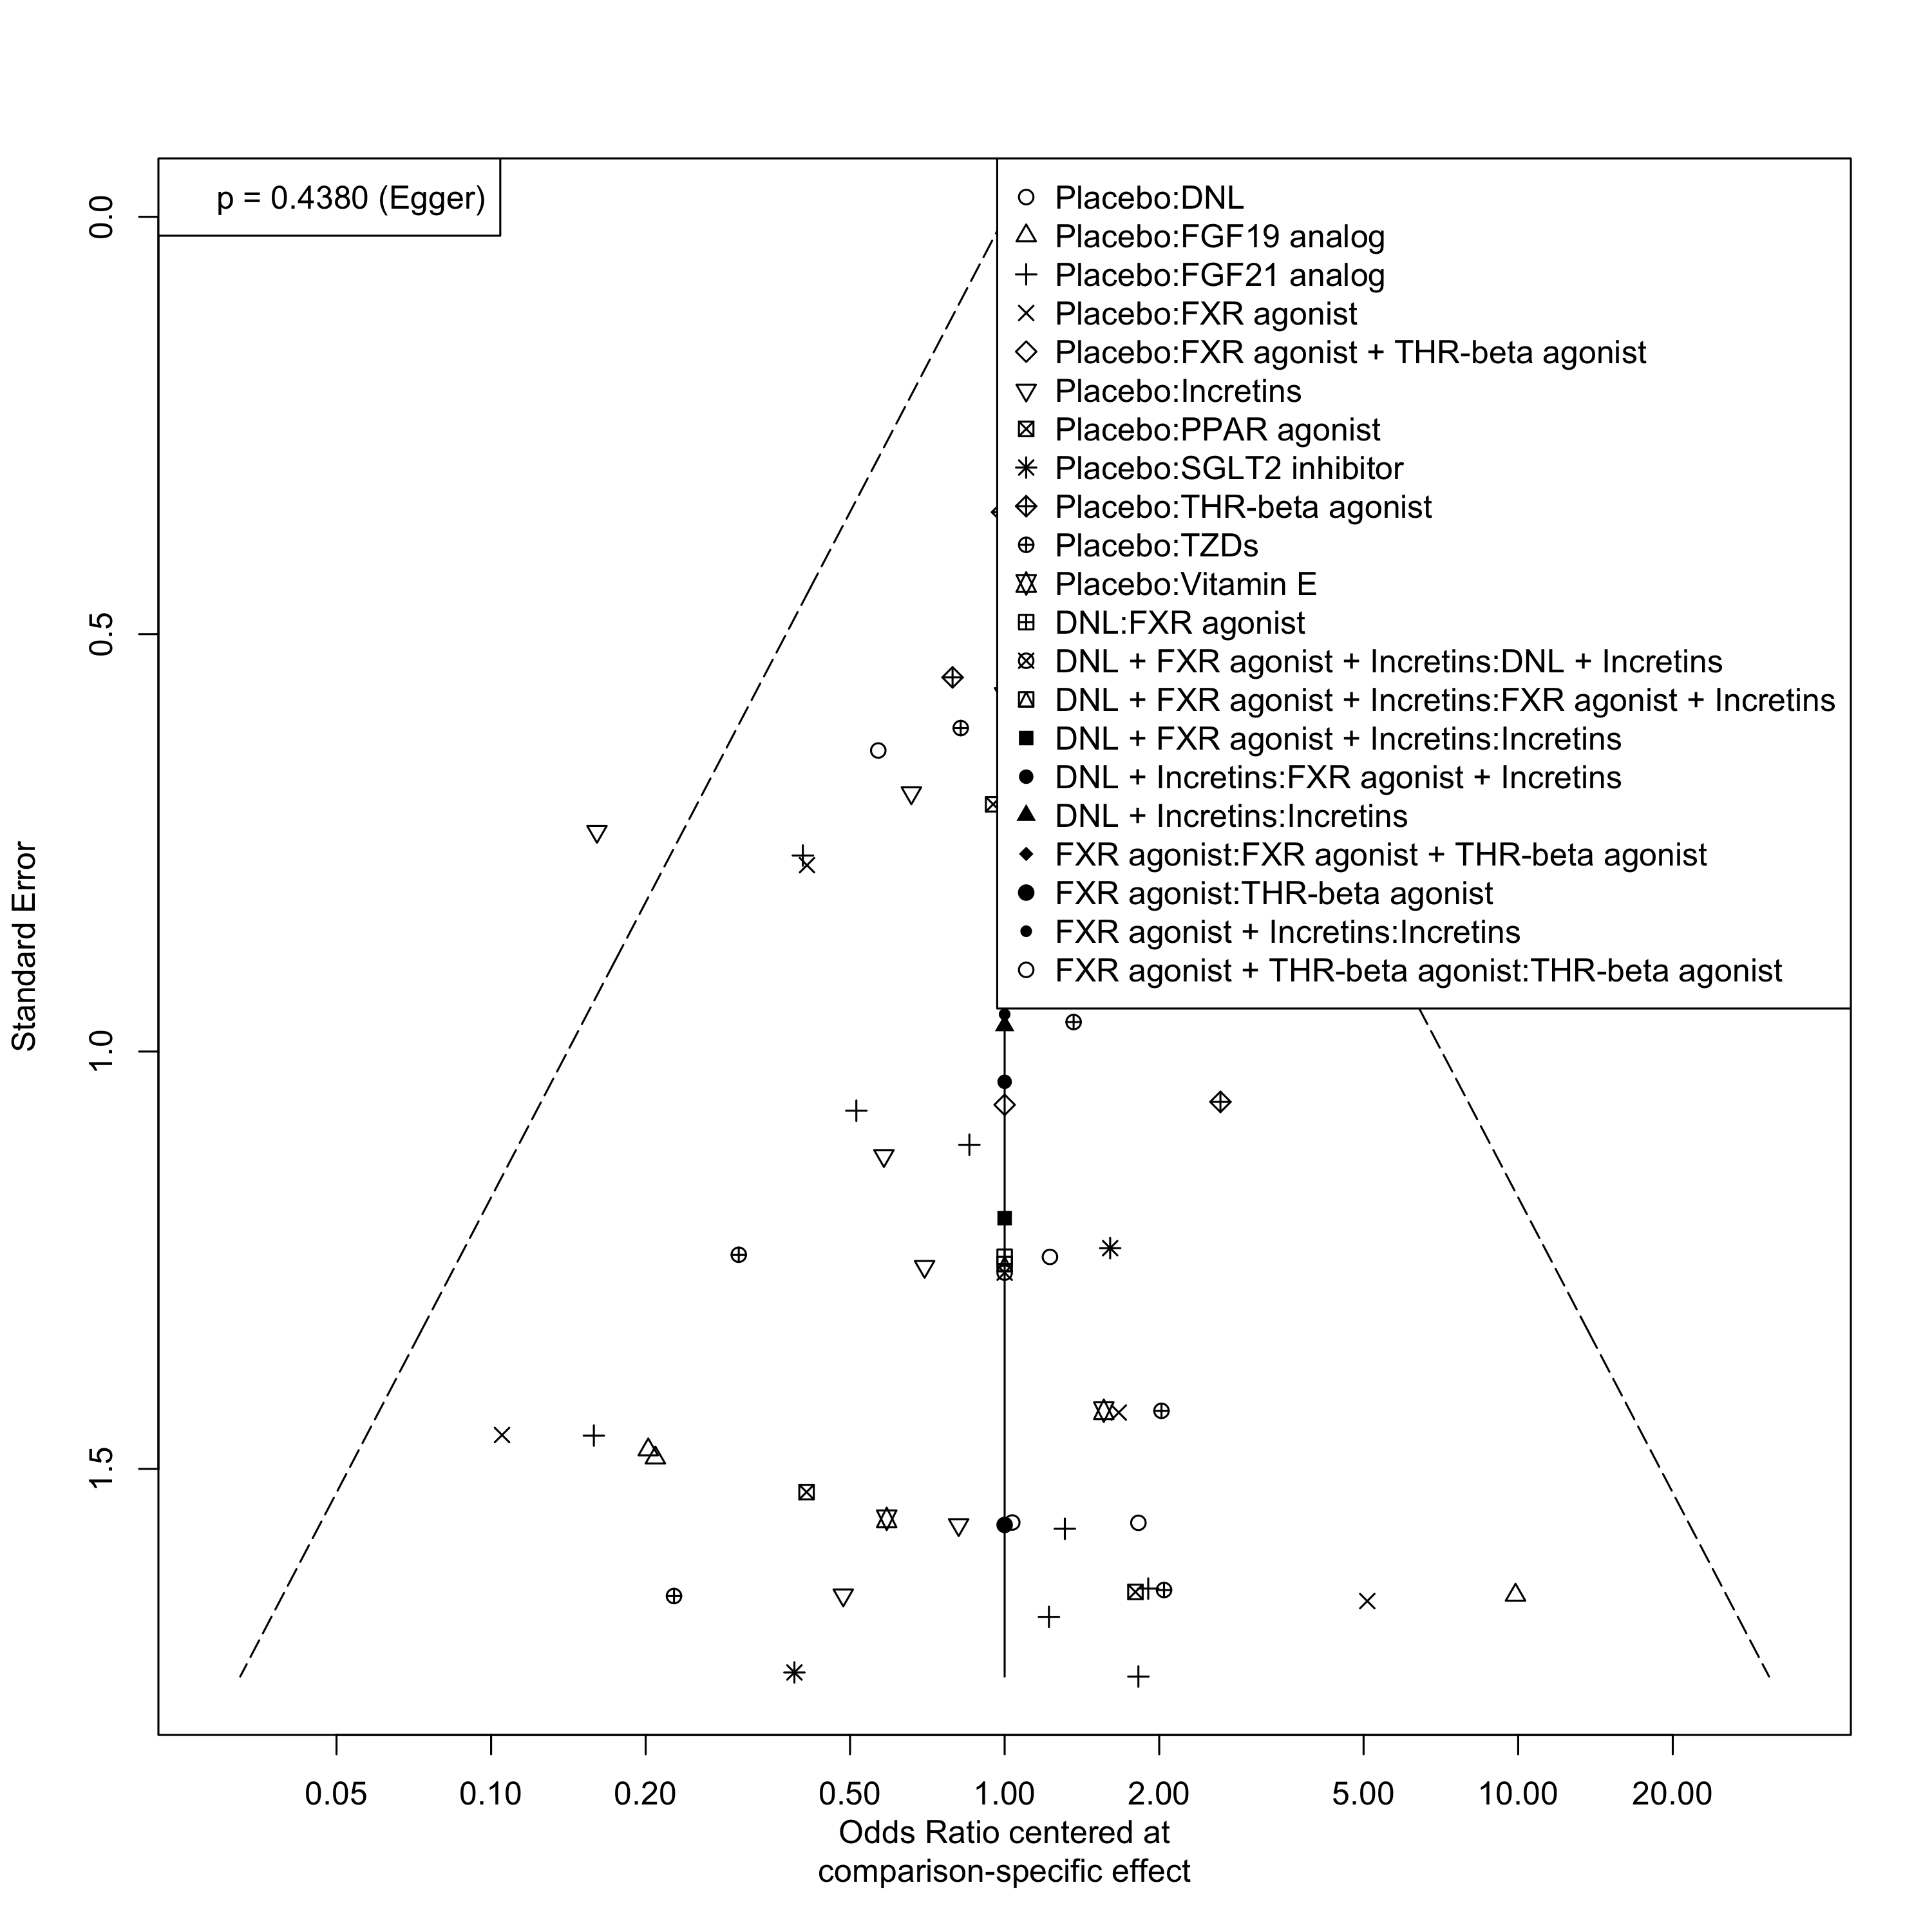 p = 0.4380 (Egger)
Placebo:DNL
Placebo:FGF19 analog
Placebo:FGF21 analog
Placebo:FXR agonist
Placebo:FXR agonist + THR-beta agonist
Placebo:Incretins
Placebo:PPAR agonist
Placebo:SGLT2 inhibitor
Placebo:THR-beta agonist
Placebo:TZDs
Placebo:Vitamin E
DNL:FXR agonist
DNL + FXR agonist + Incretins:DNL + Incretins
DNL + FXR agonist + Incretins:FXR agonist + Incretins
DNL + FXR agonist + Incretins:Incretins
DNL + Incretins:FXR agonist + Incretins
DNL + Incretins:Incretins
FXR agonist:FXR agonist + THR-beta agonist
FXR agonist:THR-beta agonist
FXR agonist + Incretins:Incretins
FXR agonist + THR-beta agonist:THR-beta agonist
Standard Error
0.0
0.5
1.0
1.5
0.05 0.10 0.20 0.50 1.00 2.00 5.00 10.00 20.00
Odds Ratio centered at
comparison-specific effect